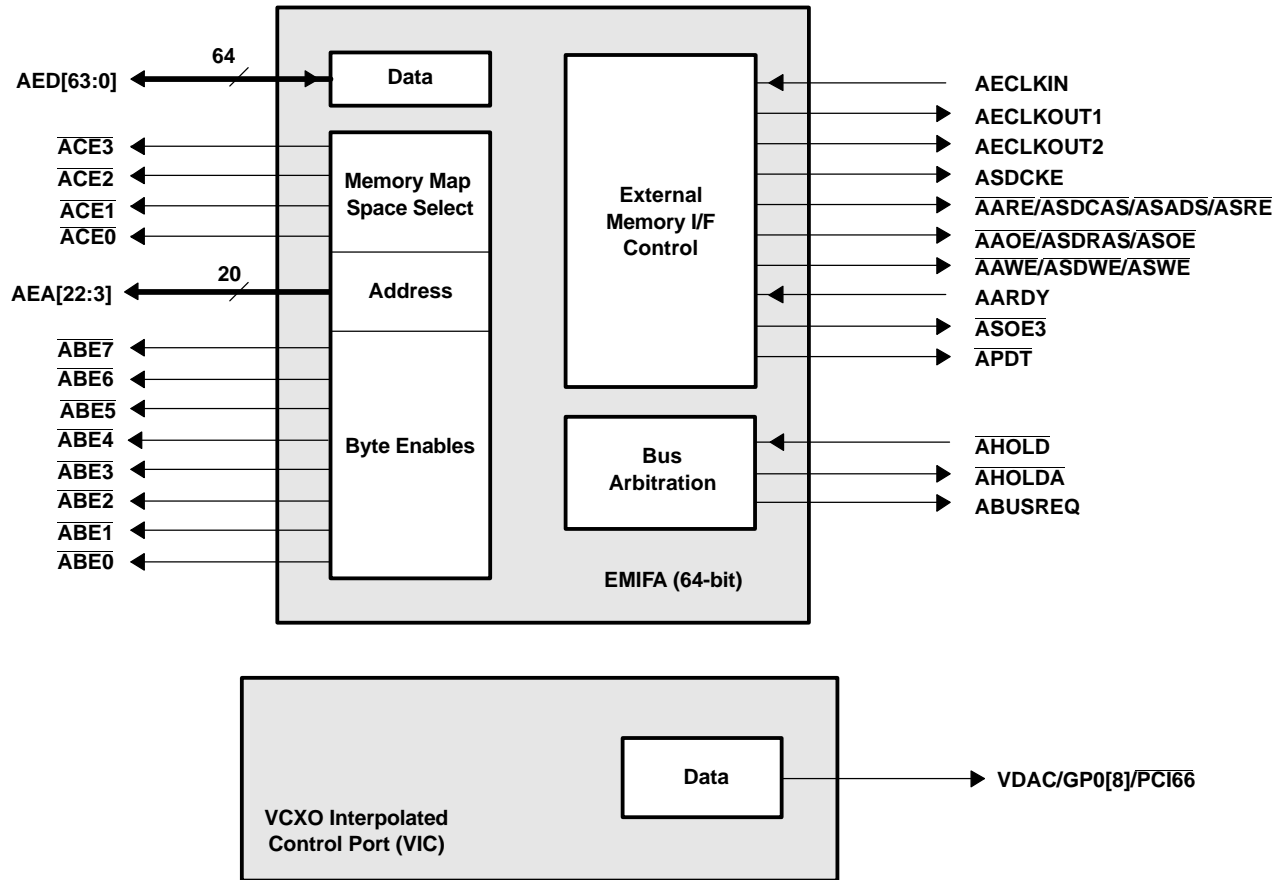 64
AED[63:0]
Data
ACE3
ACE2
ACE1
ACE0
Memory Map
Space Select
20
AEA[22:3]
Address
ABE7
ABE6
ABE5
ABE4
ABE3
ABE2
ABE1
ABE0
Byte Enables
External
Memory I/F
Control
AECLKIN
AECLKOUT1
AECLKOUT2
ASDCKE
AARE/ASDCAS/ASADS/ASRE
AAOE/ASDRAS/ASOE
AAWE/ASDWE/ASWE
AARDY
ASOE3
APDT
Bus
Arbitration
AHOLD
AHOLDA
ABUSREQ
EMIFA (64-bit)
Data
VDAC/GP0[8]/PCI66
VCXO Interpolated
Control Port (VIC)